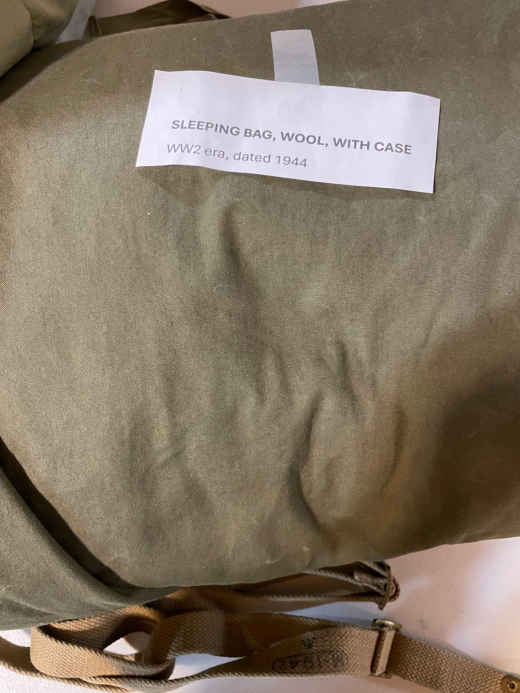 SLEEPING BAG, WOOL, WITH CASE
WW2 era, dated 1944